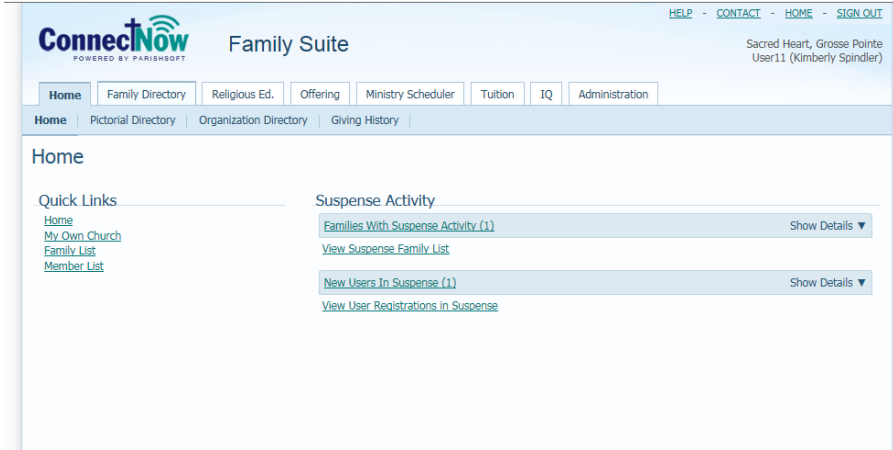 HELP - CONTACT - HOME - SIGN OUT
ConnectNow
POWERED BY PARISHSOFT
Family Suite
Sacred Heart, Grosse Pointe
User11 (Kimberly Spindler)
Home Family Directory Religious Ed. Offering Ministry Scheduler Tuition IQ Administration
Home | Pictorial Directory | Organization Directory | Giving History |
Home
Quick Links
Home
My Own Church
Family List
Member List
Suspense Activity
Families With Suspense Activity (1) Show Details ▼
View Suspense Family List
New Users In Suspense (1) Show Details ▼
View User Registrations in Suspense